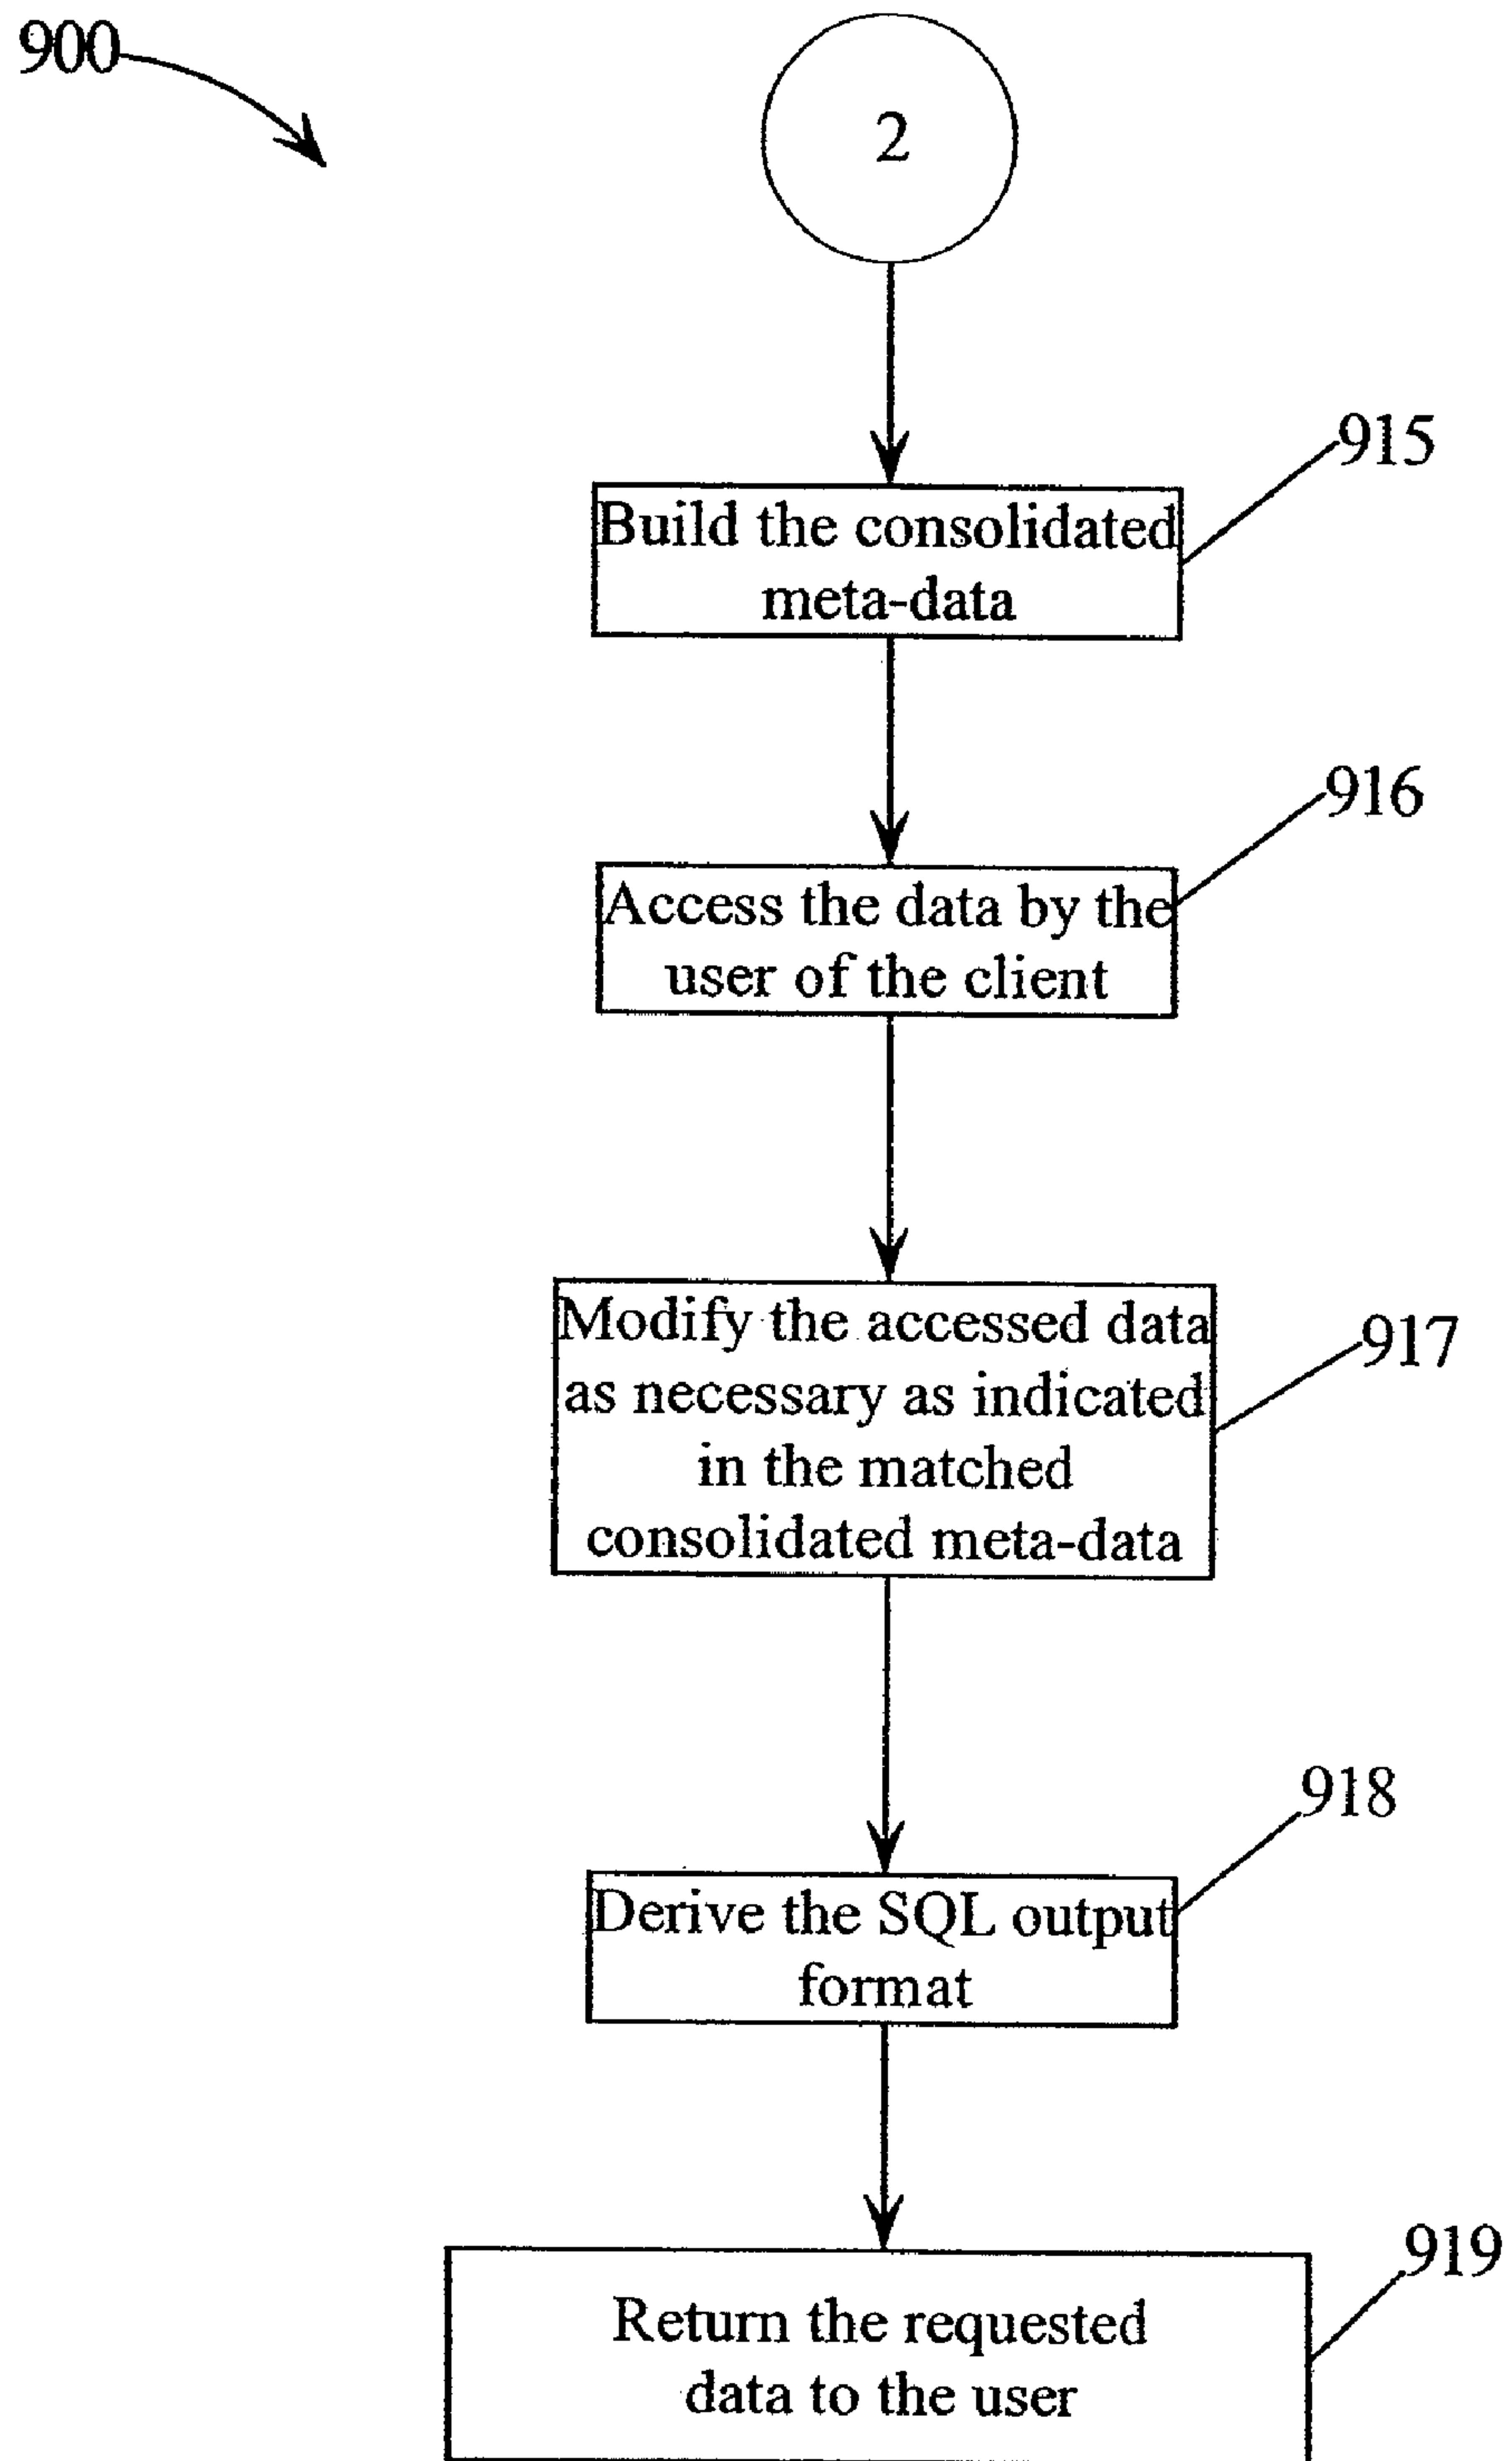 900
2
915
Build the consolidated
meta-data
916
Access the data by the
user of the client
917
Modify the accessed data
as necessary as indicated
in the matched
consolidated meta-data
918
Derive the SQL output
format
919
Return the requested
data to the user